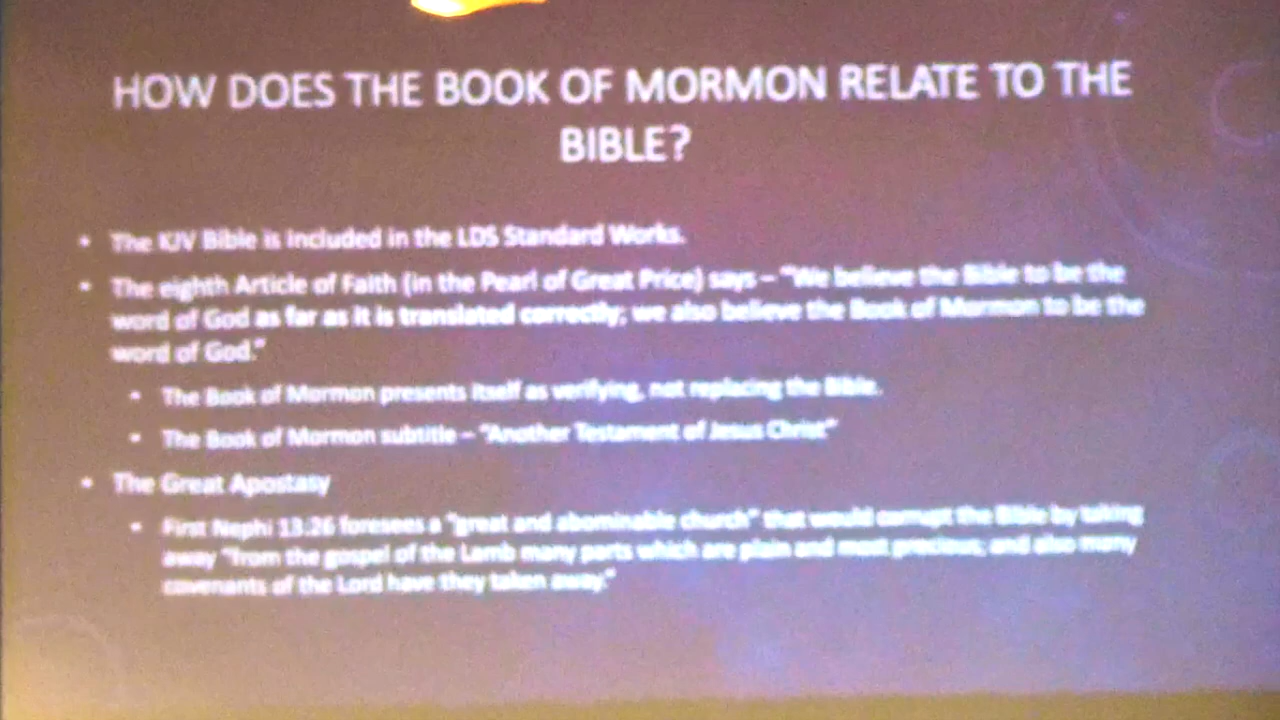 HOW DOES THE BOOK OF MORMON RELATE TO THE
BIBLE?
• The KJV Bible is included in the LDS Standard Works.
• The eighth Article of Faith (in the Pearl of Great Price) says – "We believe the Bible to be the
word of God as far as it is translated correctly; we also believe the Book of Mormon to be the
word of God."
• The Book of Mormon presents itself as verifying, not replacing the Bible.
• The Book of Mormon subtitle – "Another Testament of Jesus Christ"
• The Great Apostasy
• First Nephi 13.26 foresees a "great and abominable church" that would corrupt the Bible by taking
away "from the gospel of the Lamb many parts which are plain and most precious; and also many
covenants of the Lord have they taken away."